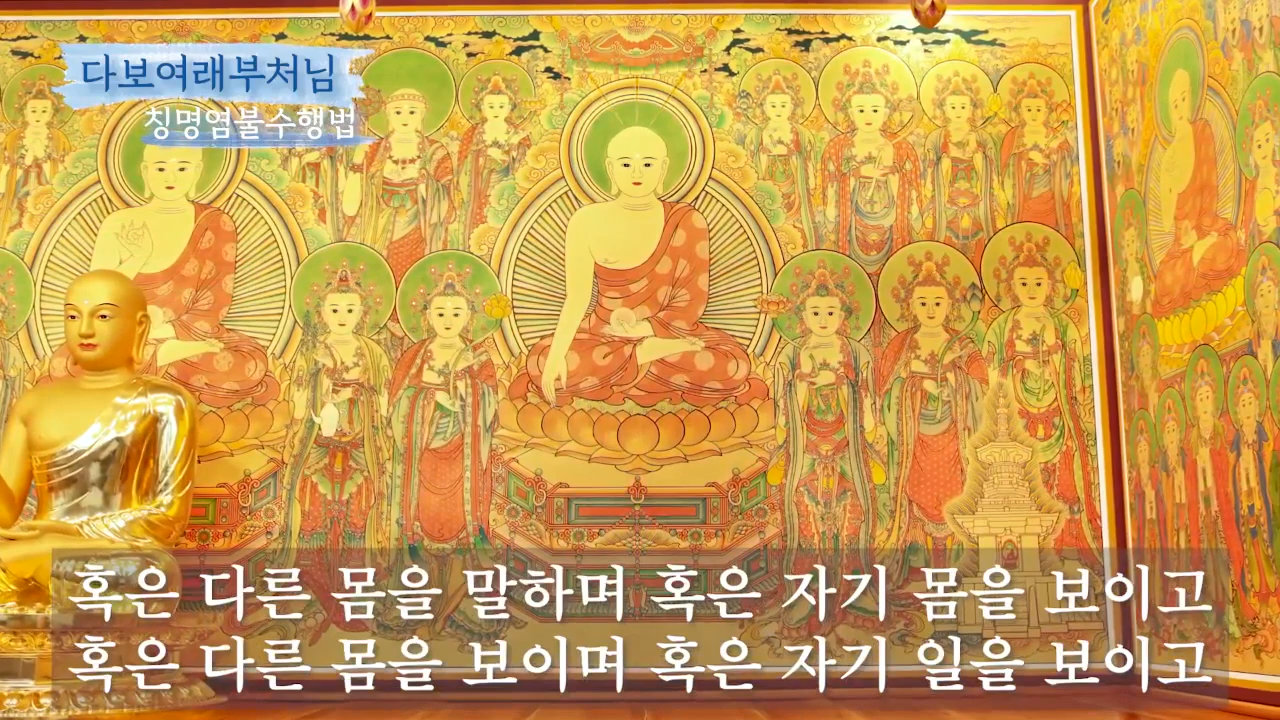 다보여래부처님
칭명염불수행법
혹은 다른 몸을 말하며 혹은 자기 몸을 보이고
혹은 다른 몸을 보이며 혹은 자기 일을 보이고